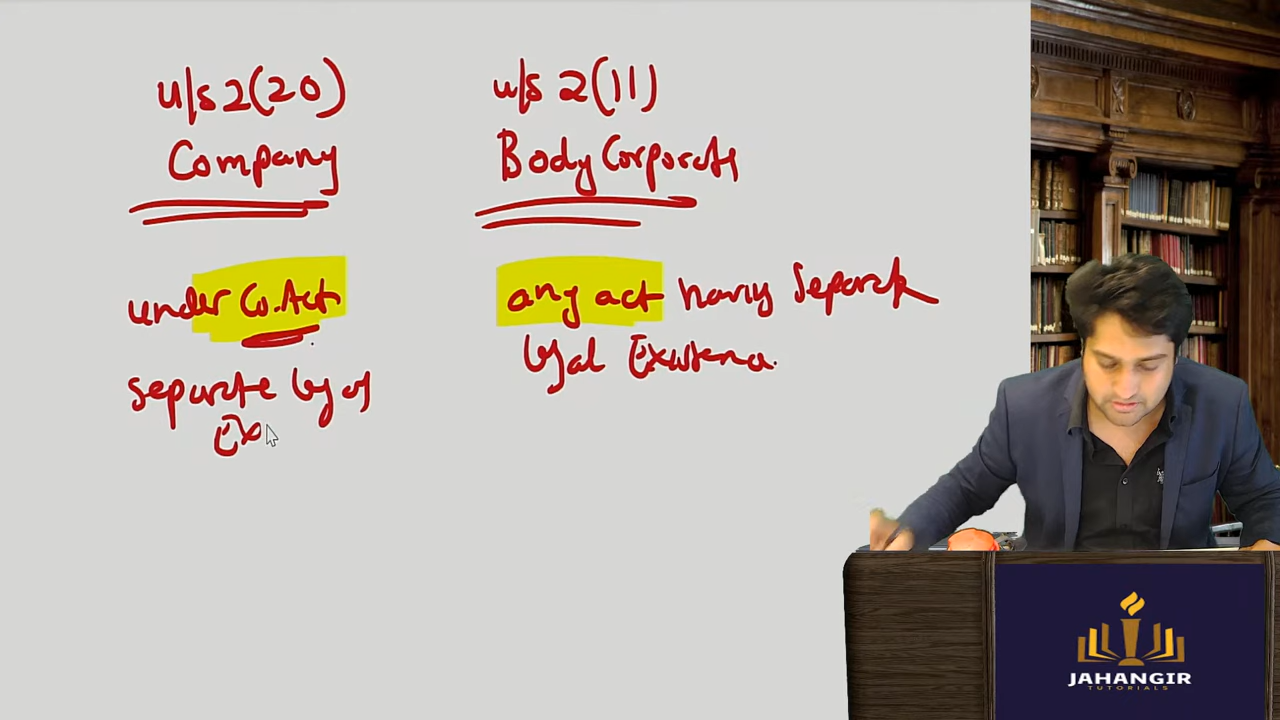 u/s 2(20)
Company
under Co. Act
separate legal
Ex
u/s 2(11)
Body Corporate
any act having Separate
legal Existence.
JAHANGIR
TUTORIALS